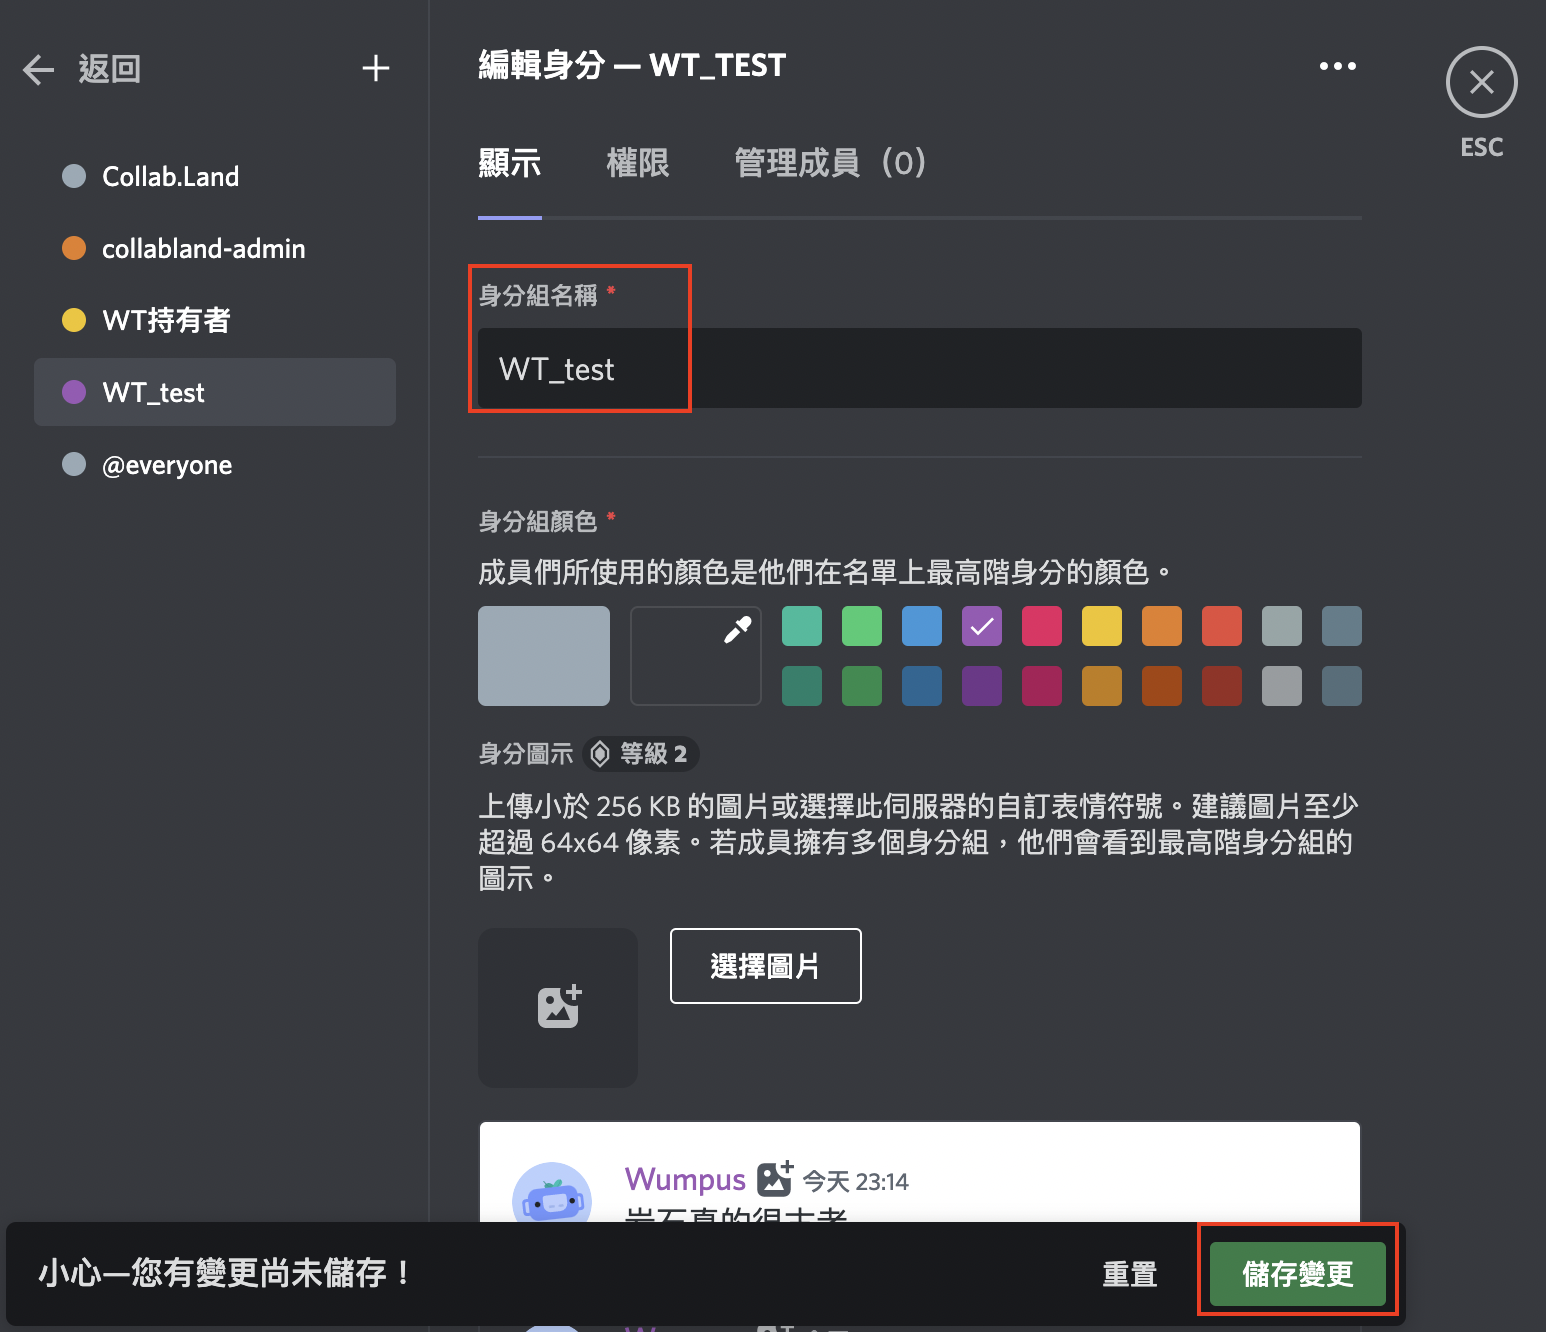 返回
Collab.Land
collabland-admin
WT持有者
WT_test
@everyone
編輯身分 — WT_TEST
ESC
顯示 權限 管理成員（0）
身分組名稱 *
WT_test
身分組顏色 *
成員們所使用的顏色是他們在名單上最高階身分的顏色。
身分圖示 等級 2
上傳小於 256 KB 的圖片或選擇此伺服器的自訂表情符號。建議圖片至少
超過 64x64 像素。若成員擁有多個身分組，他們會看到最高階身分組的
圖示。
選擇圖片
Wumpus 今天 23:14
岩石真的很古老
小心—您有變更尚未儲存！ 重置 儲存變更